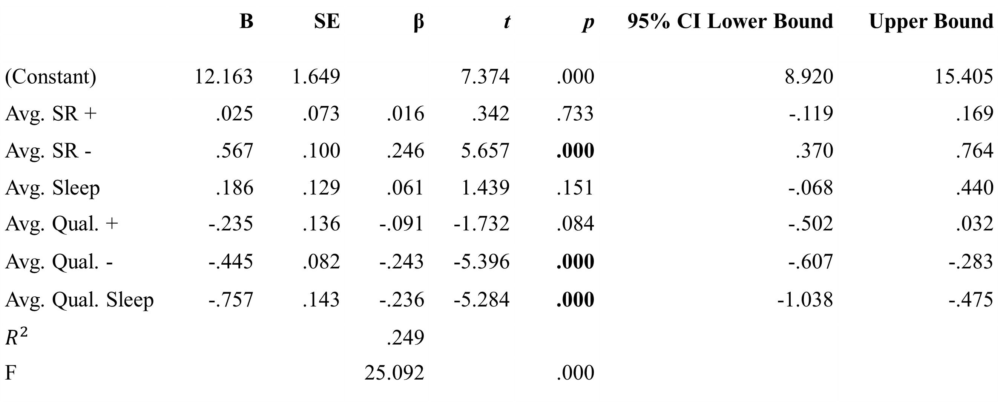 B SE β t p 95% CI Lower Bound Upper Bound
(Constant) 12.163 1.649 7.374 .000 8.920 15.405
Avg. SR + .025 .073 .016 .342 .733 -.119 .169
Avg. SR - .567 .100 .246 5.657 .000 .370 .764
Avg. Sleep .186 .129 .061 1.439 .151 -.068 .440
Avg. Qual. + -.235 .136 -.091 -1.732 .084 -.502 .032
Avg. Qual. - -.445 .082 -.243 -5.396 .000 -.607 -.283
Avg. Qual. Sleep -.757 .143 -.236 -5.284 .000 -1.038 -.475
R² .249
F 25.092 .000